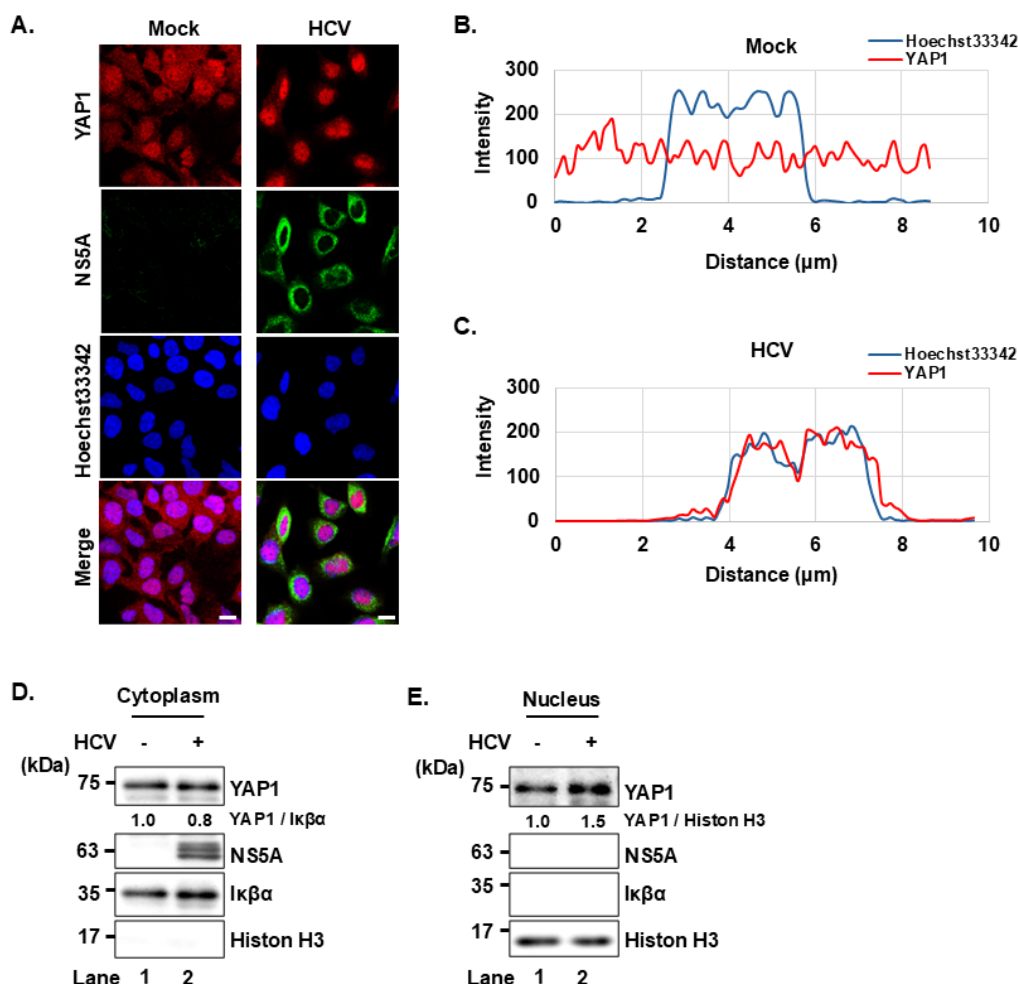 A.
Mock HCV
YAP1
NS5A
Hoechst33342
Merge
B.
Mock
Hoechst33342
YAP1
300
200
100
0
Intensity
0 2 4 6 8 10
Distance (µm)
C.
HCV
Hoechst33342
YAP1
300
200
100
0
Intensity
0 2 4 6 8 10
Distance (µm)
D.
Cytoplasm
HCV - +
(kDa)
75 YAP1
1.0 0.8 YAP1 / Iκβα
63 NS5A
35 Iκβα
17 Histon H3
Lane 1 2
E.
Nucleus
HCV - +
(kDa)
75 YAP1
1.0 1.5 YAP1 / Histon H3
63 NS5A
35 Iκβα
17 Histon H3
Lane 1 2